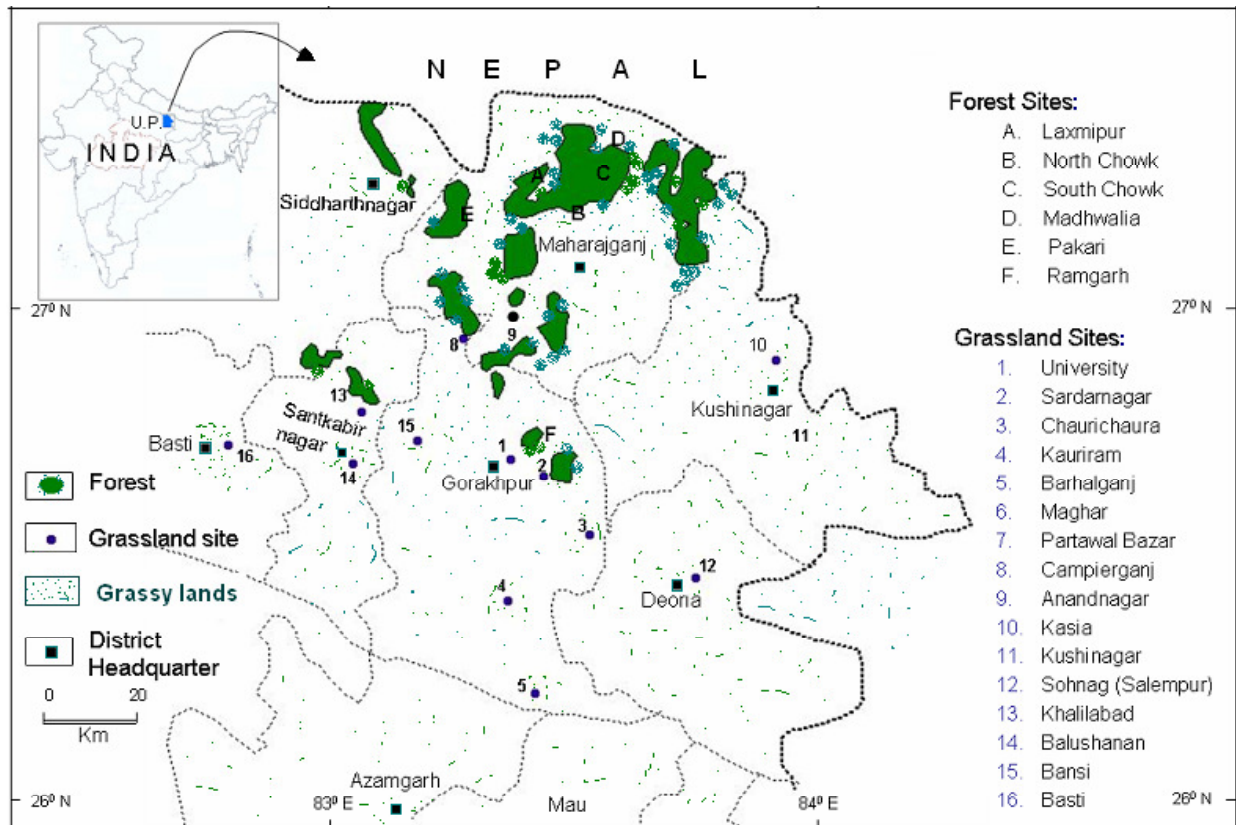 N E P A L
U.P.
INDIA
Siddharthnagar
A
D
C
B
E
Maharajganj
27⁰ N
27⁰ N
8
9
10
13
Santkabir
nagar
Kushinagar
11
Basti
16
14
15
1
F
2
Gorakhpur
3
4
12
Deoria
5
Azamgarh
Mau
26⁰ N
83⁰ E
84⁰ E
26⁰ N
Forest
Grassland site
Grassy lands
District
Headquarter
0 20
Km
Forest Sites:
A. Laxmipur
B. North Chowk
C. South Chowk
D. Madhwalia
E. Pakari
F. Ramgarh
Grassland Sites:
1. University
2. Sardarnagar
3. Chaurichaura
4. Kauriram
5. Barhalganj
6. Maghar
7. Partawal Bazar
8. Campierganj
9. Anandnagar
10. Kasia
11. Kushinagar
12. Sohnag (Salempur)
13. Khalilabad
14. Balushanan
15. Bansi
16. Basti